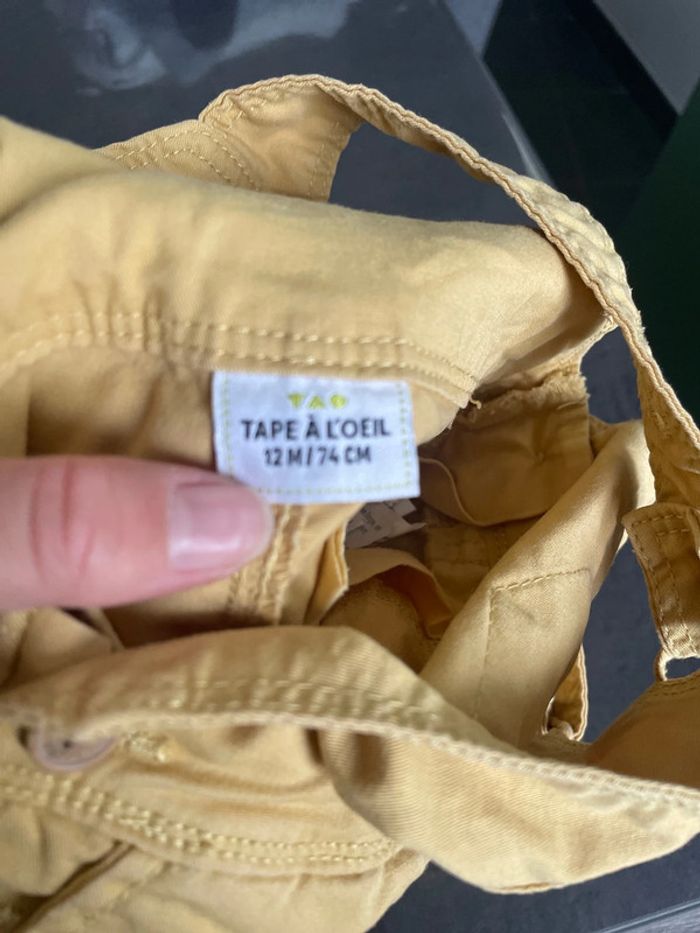 TAO
TAPE À L'OEIL
12 M / 74 CM